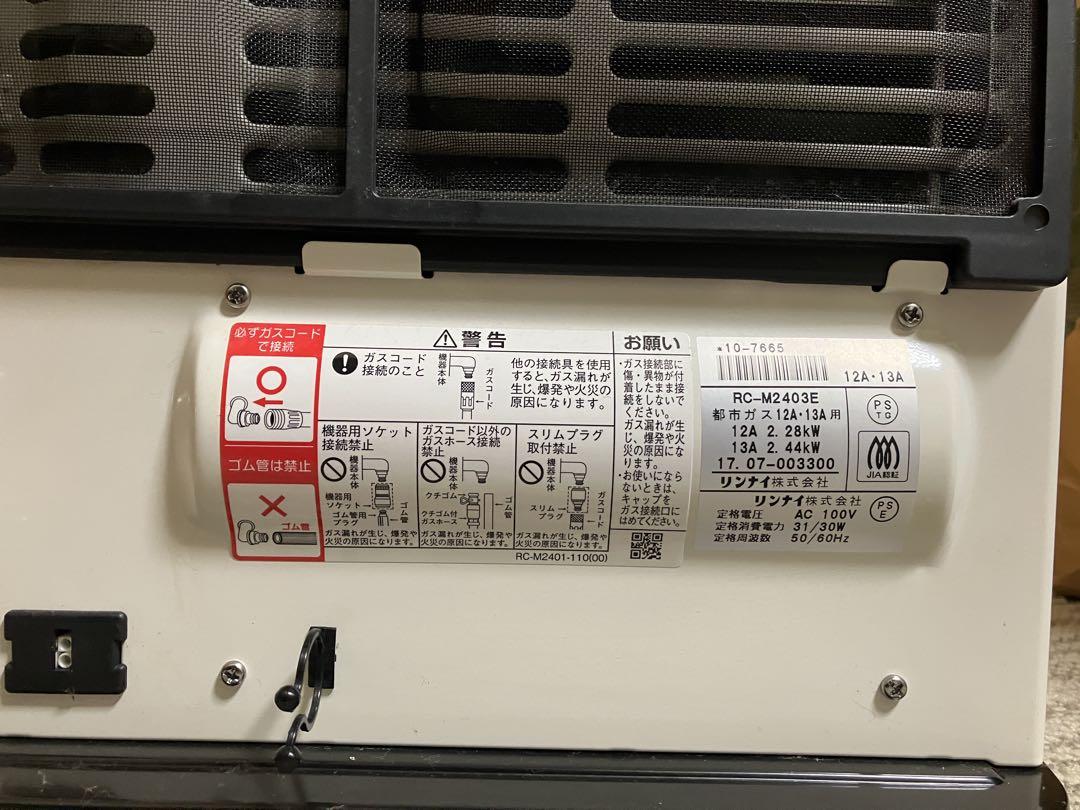 必ずガスコード
で接続
ゴム管は禁止
ゴム管
警告
ガスコード
接続のこと
機器本体
ガスコード
他の接続具を使用
すると、ガス漏れが
生じ、爆発や火災の
原因になります。
機器用ソケット
接続禁止
機器本体
機器用
ソケット
ゴム管用
プラグ
ゴム管
ガス漏れが生じ、爆発や
火災の原因になります。
ガスコード以外の
ガスホース接続
禁止
機器本体
クチゴム
クチゴム付
ガスホース
ゴム管
ガス漏れが生じ、爆発や
火災の原因になります。
スリムプラグ
取付禁止
機器本体
スリム
プラグ
ガスコード
ガス漏れが生じ、爆発や
火災の原因になります。
RC-M2401-110(00)
お願い
・ガス接続部に
傷・異物が付
着したまま接
続をしないで
ください。
ガス漏れが生
じ、爆発や火災
の原因になり
ます。
・お使いになら
ないときは、
キャップを
ガス接続口に
はめてください。
*10-7665
12A・13A
RC-M2403E
都市ガス12A・13A用
12A 2.28kW
13A 2.44kW
17.07-003300
リンナイ株式会社
PS
TG
JIA認証
リンナイ株式会社
定格電圧 AC 100V
定格消費電力 31/30W
定格周波数 50/60Hz
PS
E